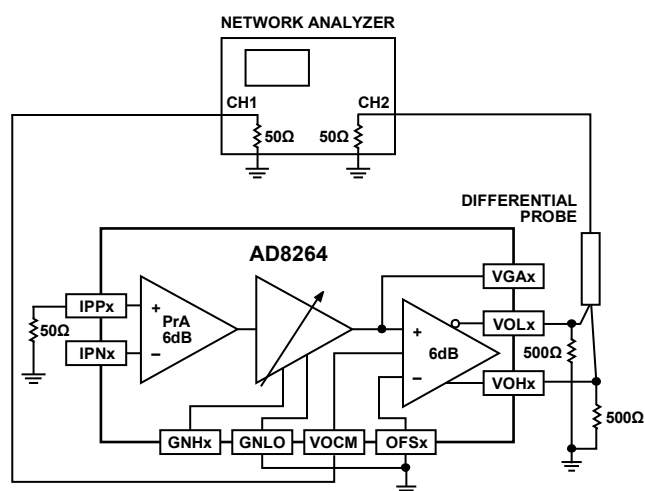 NETWORK ANALYZER
CH1
CH2
50Ω
50Ω
DIFFERENTIAL
PROBE
AD8264
IPPx
IPNx
50Ω
+
PrA
6dB
–
+
6dB
–
VGAx
VOLx
VOHx
500Ω
500Ω
GNHx
GNLO
VOCM
OFSx